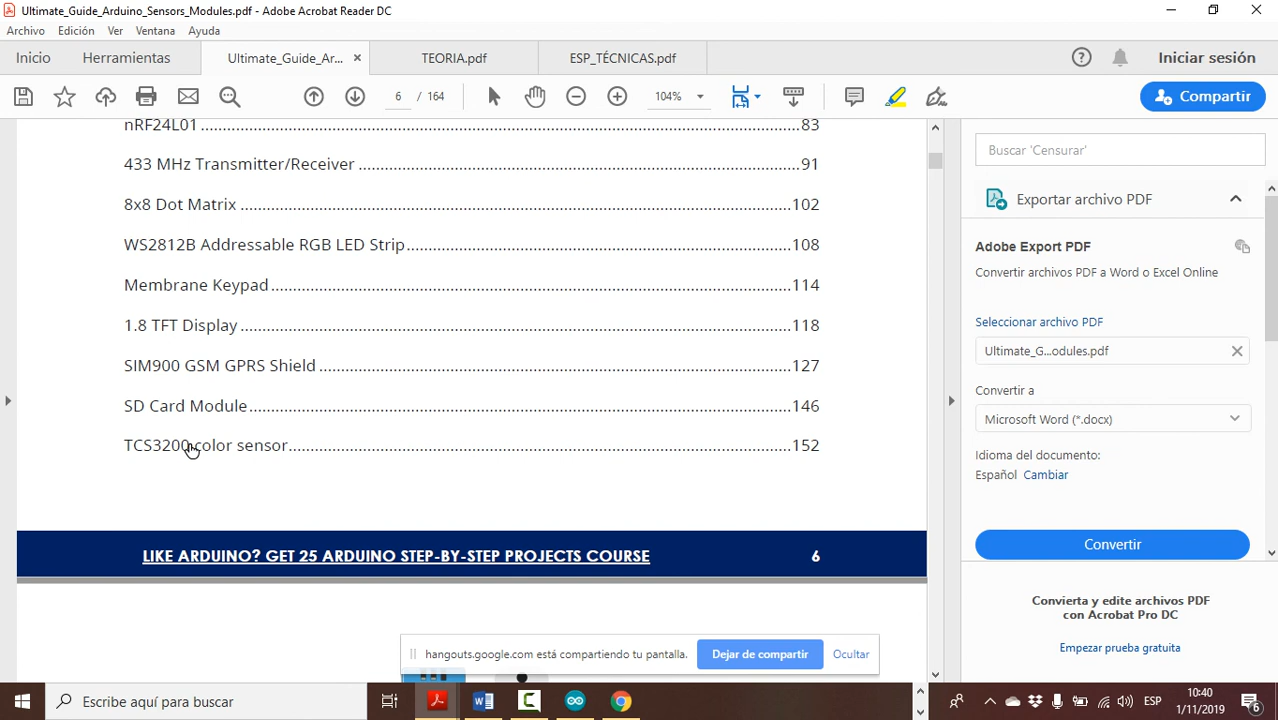 Ultimate_Guide_Arduino_Sensors_Modules.pdf - Adobe Acrobat Reader DC
Archivo Edición Ver Ventana Ayuda
Inicio Herramientas Ultimate_Guide_Ar... TEORIA.pdf ESP_TÉCNICAS.pdf Iniciar sesión
6 / 164 104% Compartir
nRF24L01 83
433 MHz Transmitter/Receiver 91
8x8 Dot Matrix 102
WS2812B Addressable RGB LED Strip 108
Membrane Keypad 114
1.8 TFT Display 118
SIM900 GSM GPRS Shield 127
SD Card Module 146
TCS3200 color sensor 152
LIKE ARDUINO? GET 25 ARDUINO STEP-BY-STEP PROJECTS COURSE 6
Buscar 'Censurar'
Exportar archivo PDF
Adobe Export PDF
Convertir archivos PDF a Word o Excel Online
Seleccionar archivo PDF
Ultimate_G...odules.pdf
Convertir a
Microsoft Word (*.docx)
Idioma del documento:
Español Cambiar
Convertir
Convierta y edite archivos PDF
con Acrobat Pro DC
Empezar prueba gratuita
hangouts.google.com está compartiendo tu pantalla. Dejar de compartir Ocultar
Escribe aquí para buscar
ESP
10:40
1/11/2019
6